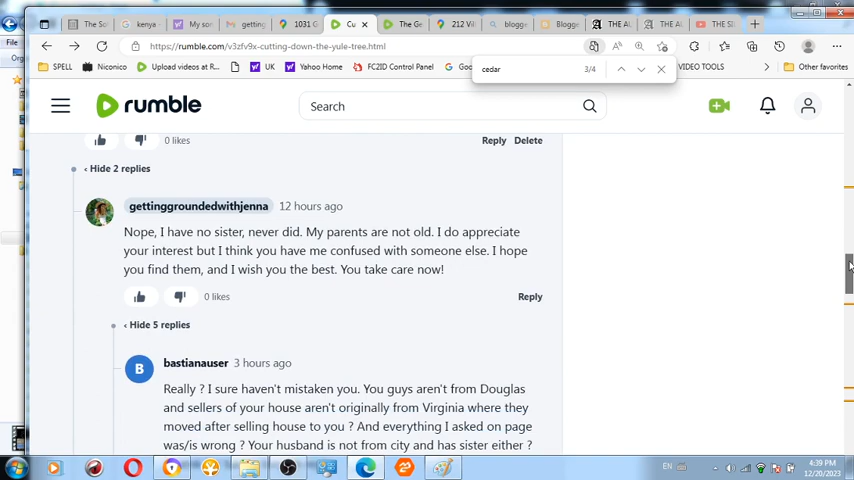 The So
kenya -
My son
getting
1031 G
Cu
The Ge
212 Wi
blogge
Blogge
THE AL
THE AL
THE SI
https://rumble.com/v3zfv9x-cutting-down-the-yule-tree.html
SPELL
Niconico
Upload videos at R...
UK
Yahoo Home
FC2ID Control Panel
Goo
VIDEO TOOLS
Other favorites
cedar
3/4
rumble
Search
0 likes
Reply Delete
‹ Hide 2 replies
gettinggroundedwithjenna 12 hours ago
Nope, I have no sister, never did. My parents are not old. I do appreciate
your interest but I think you have me confused with someone else. I hope
you find them, and I wish you the best. You take care now!
0 likes
Reply
‹ Hide 5 replies
B
bastianauser 3 hours ago
Really ? I sure haven't mistaken you. You guys aren't from Douglas
and sellers of your house aren't originally from Virginia where they
moved after selling house to you ? And everything I asked on page
was/is wrong ? Your husband is not from city and has sister either ?
EN
4:39 PM
12/20/2023